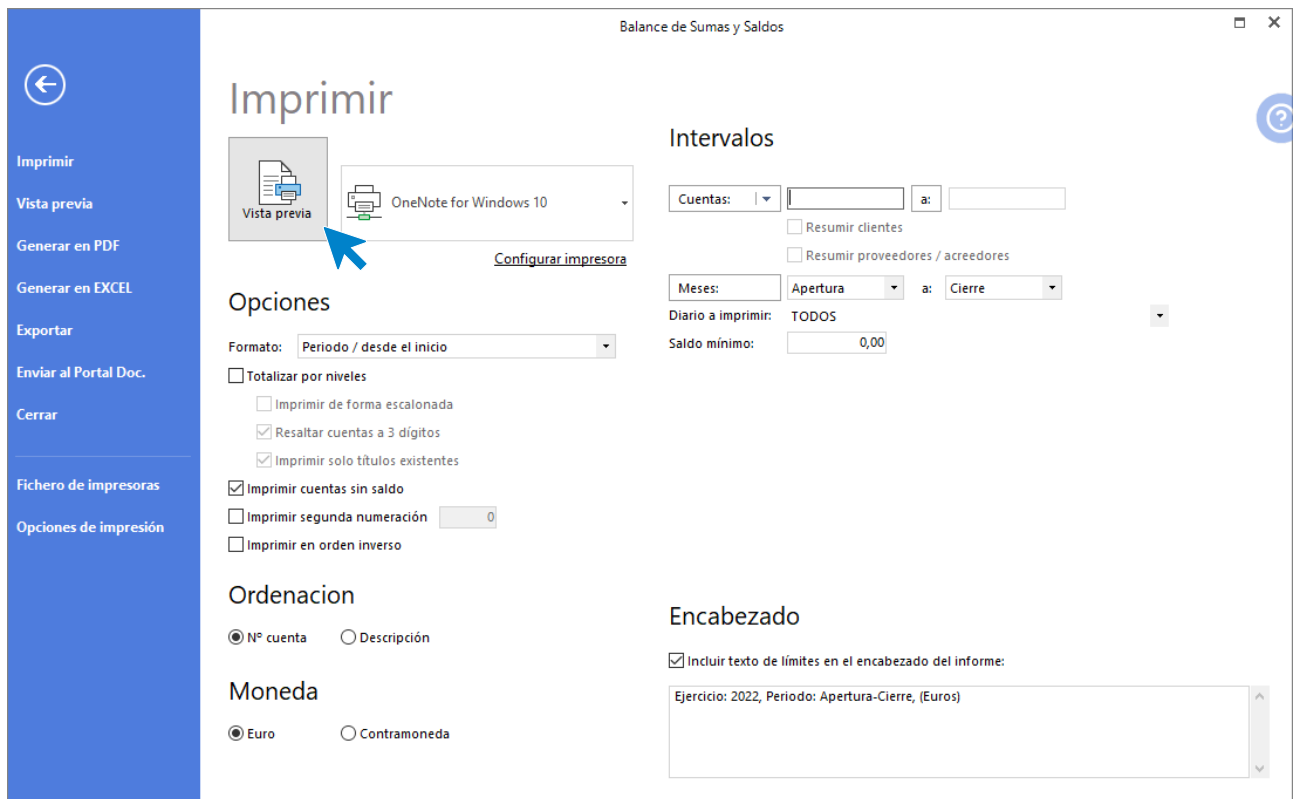 Balance de Sumas y Saldos
Imprimir
Vista previa
Generar en PDF
Generar en EXCEL
Exportar
Enviar al Portal Doc.
Cerrar
Fichero de impresoras
Opciones de impresión
Imprimir
Vista previa
OneNote for Windows 10
Configurar impresora
Opciones
Formato: Periodo / desde el inicio
Totalizar por niveles
Imprimir de forma escalonada
Resaltar cuentas a 3 dígitos
Imprimir solo títulos existentes
Imprimir cuentas sin saldo
Imprimir segunda numeración 0
Imprimir en orden inverso
Ordenacion
Nº cuenta Descripción
Moneda
Euro Contramoneda
?
Intervalos
Cuentas: a:
Resumir clientes
Resumir proveedores / acreedores
Meses: Apertura a: Cierre
Diario a imprimir: TODOS
Saldo mínimo: 0,00
Encabezado
Incluir texto de límites en el encabezado del informe:
Ejercicio: 2022, Periodo: Apertura-Cierre, (Euros)